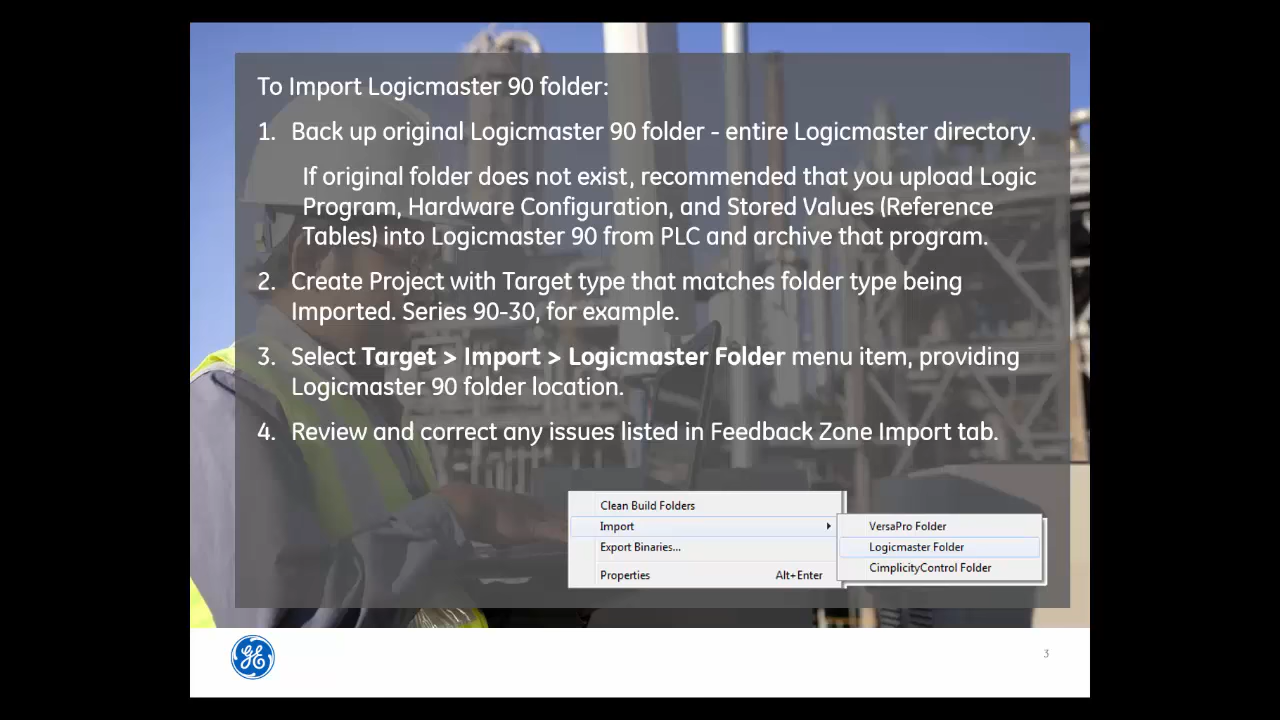 To Import Logicmaster 90 folder:
1. Back up original Logicmaster 90 folder - entire Logicmaster directory.
If original folder does not exist, recommended that you upload Logic
Program, Hardware Configuration, and Stored Values (Reference
Tables) into Logicmaster 90 from PLC and archive that program.
2. Create Project with Target type that matches folder type being
Imported. Series 90-30, for example.
3. Select Target > Import > Logicmaster Folder menu item, providing
Logicmaster 90 folder location.
4. Review and correct any issues listed in Feedback Zone Import tab.
Clean Build Folders
Import
Export Binaries...
Properties Alt+Enter
VersaPro Folder
Logicmaster Folder
CimplicityControl Folder
GE
3